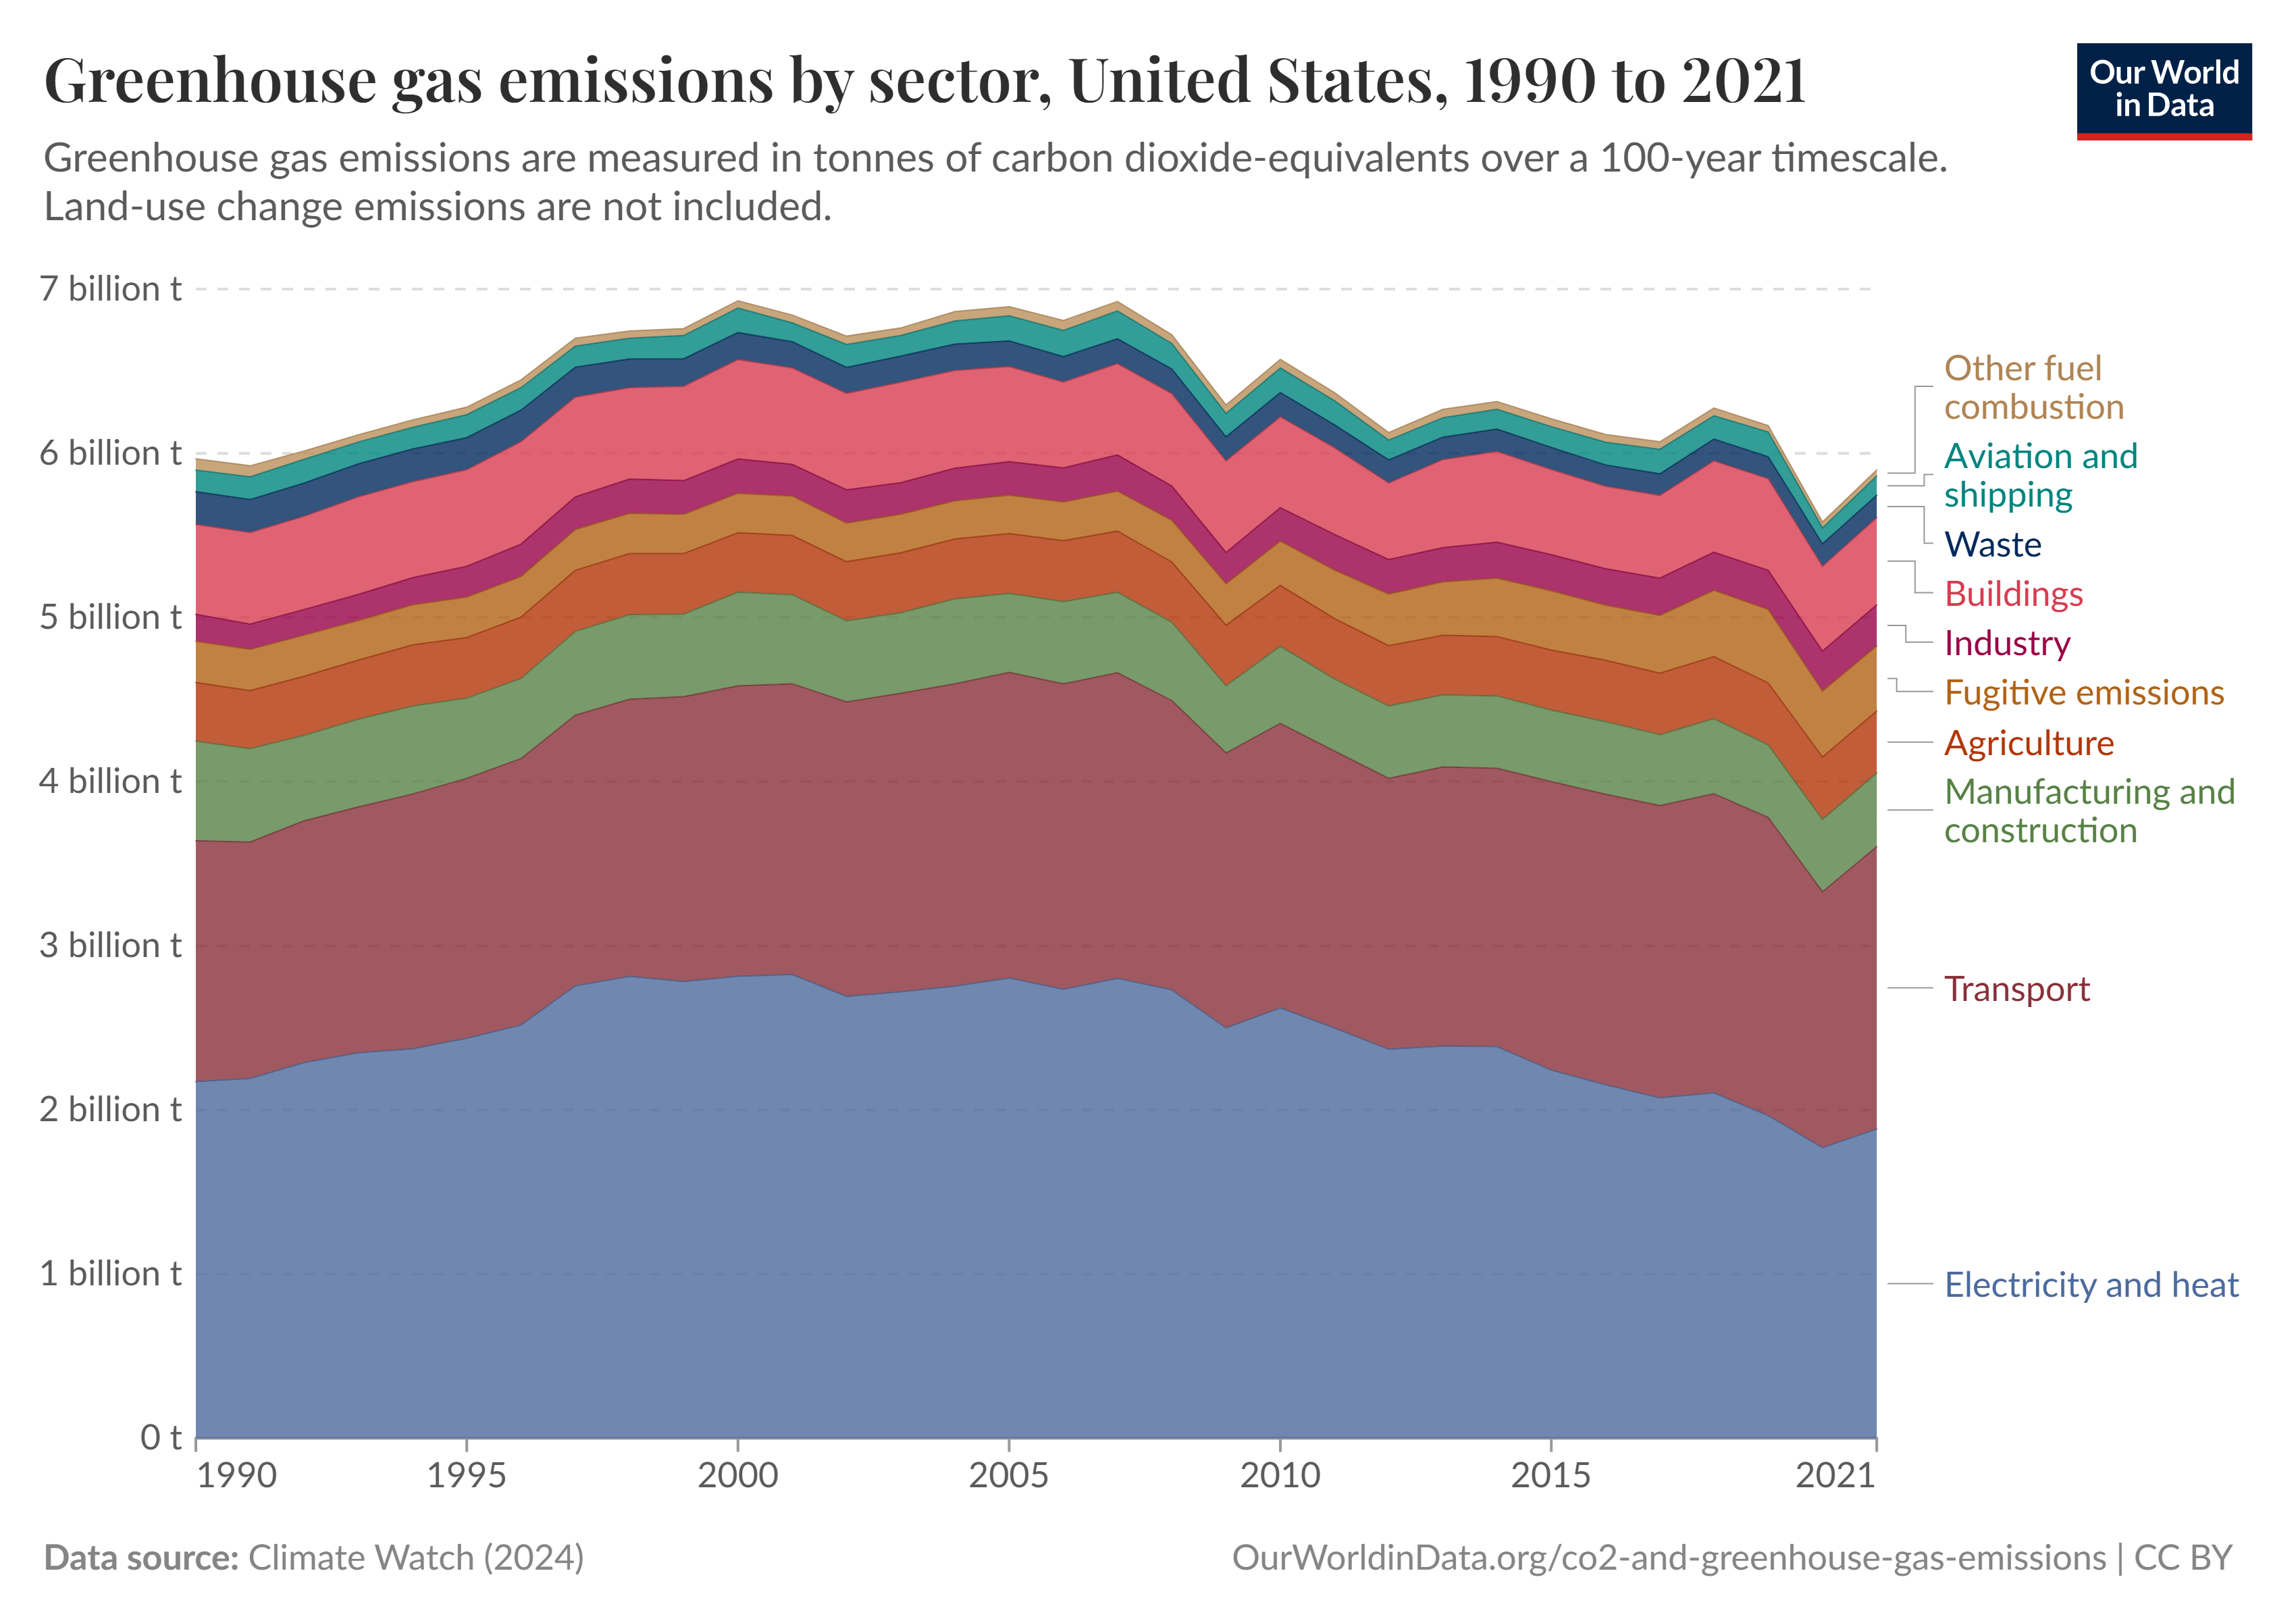 Greenhouse gas emissions by sector, United States, 1990 to 2021
Our World
in Data
Greenhouse gas emissions are measured in tonnes of carbon dioxide-equivalents over a 100-year timescale.
Land-use change emissions are not included.
7 billion t
6 billion t
5 billion t
4 billion t
3 billion t
2 billion t
1 billion t
0 t
Other fuel
combustion
Aviation and
shipping
Waste
Buildings
Industry
Fugitive emissions
Agriculture
Manufacturing and
construction
Transport
Electricity and heat
1990
1995
2000
2005
2010
2015
2021
Data source: Climate Watch (2024)
OurWorldinData.org/co2-and-greenhouse-gas-emissions | CC BY